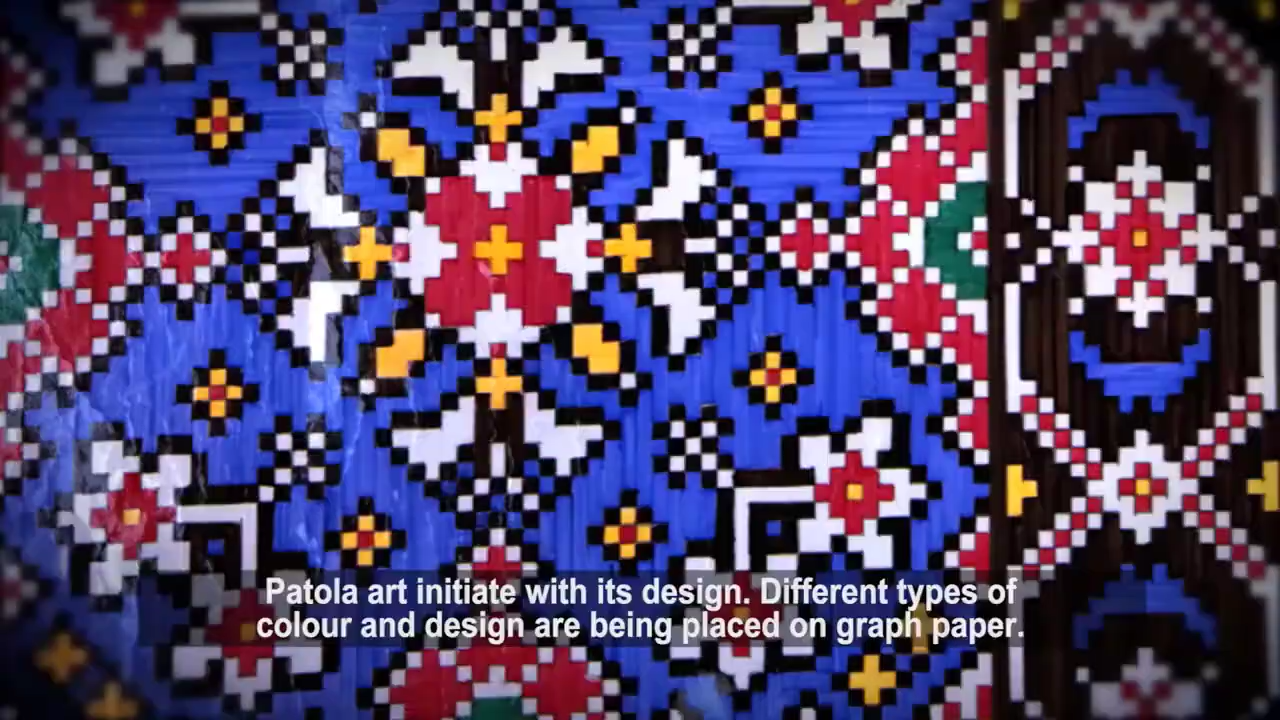 Patola art initiate with its design. Different types of
colour and design are being placed on graph paper.